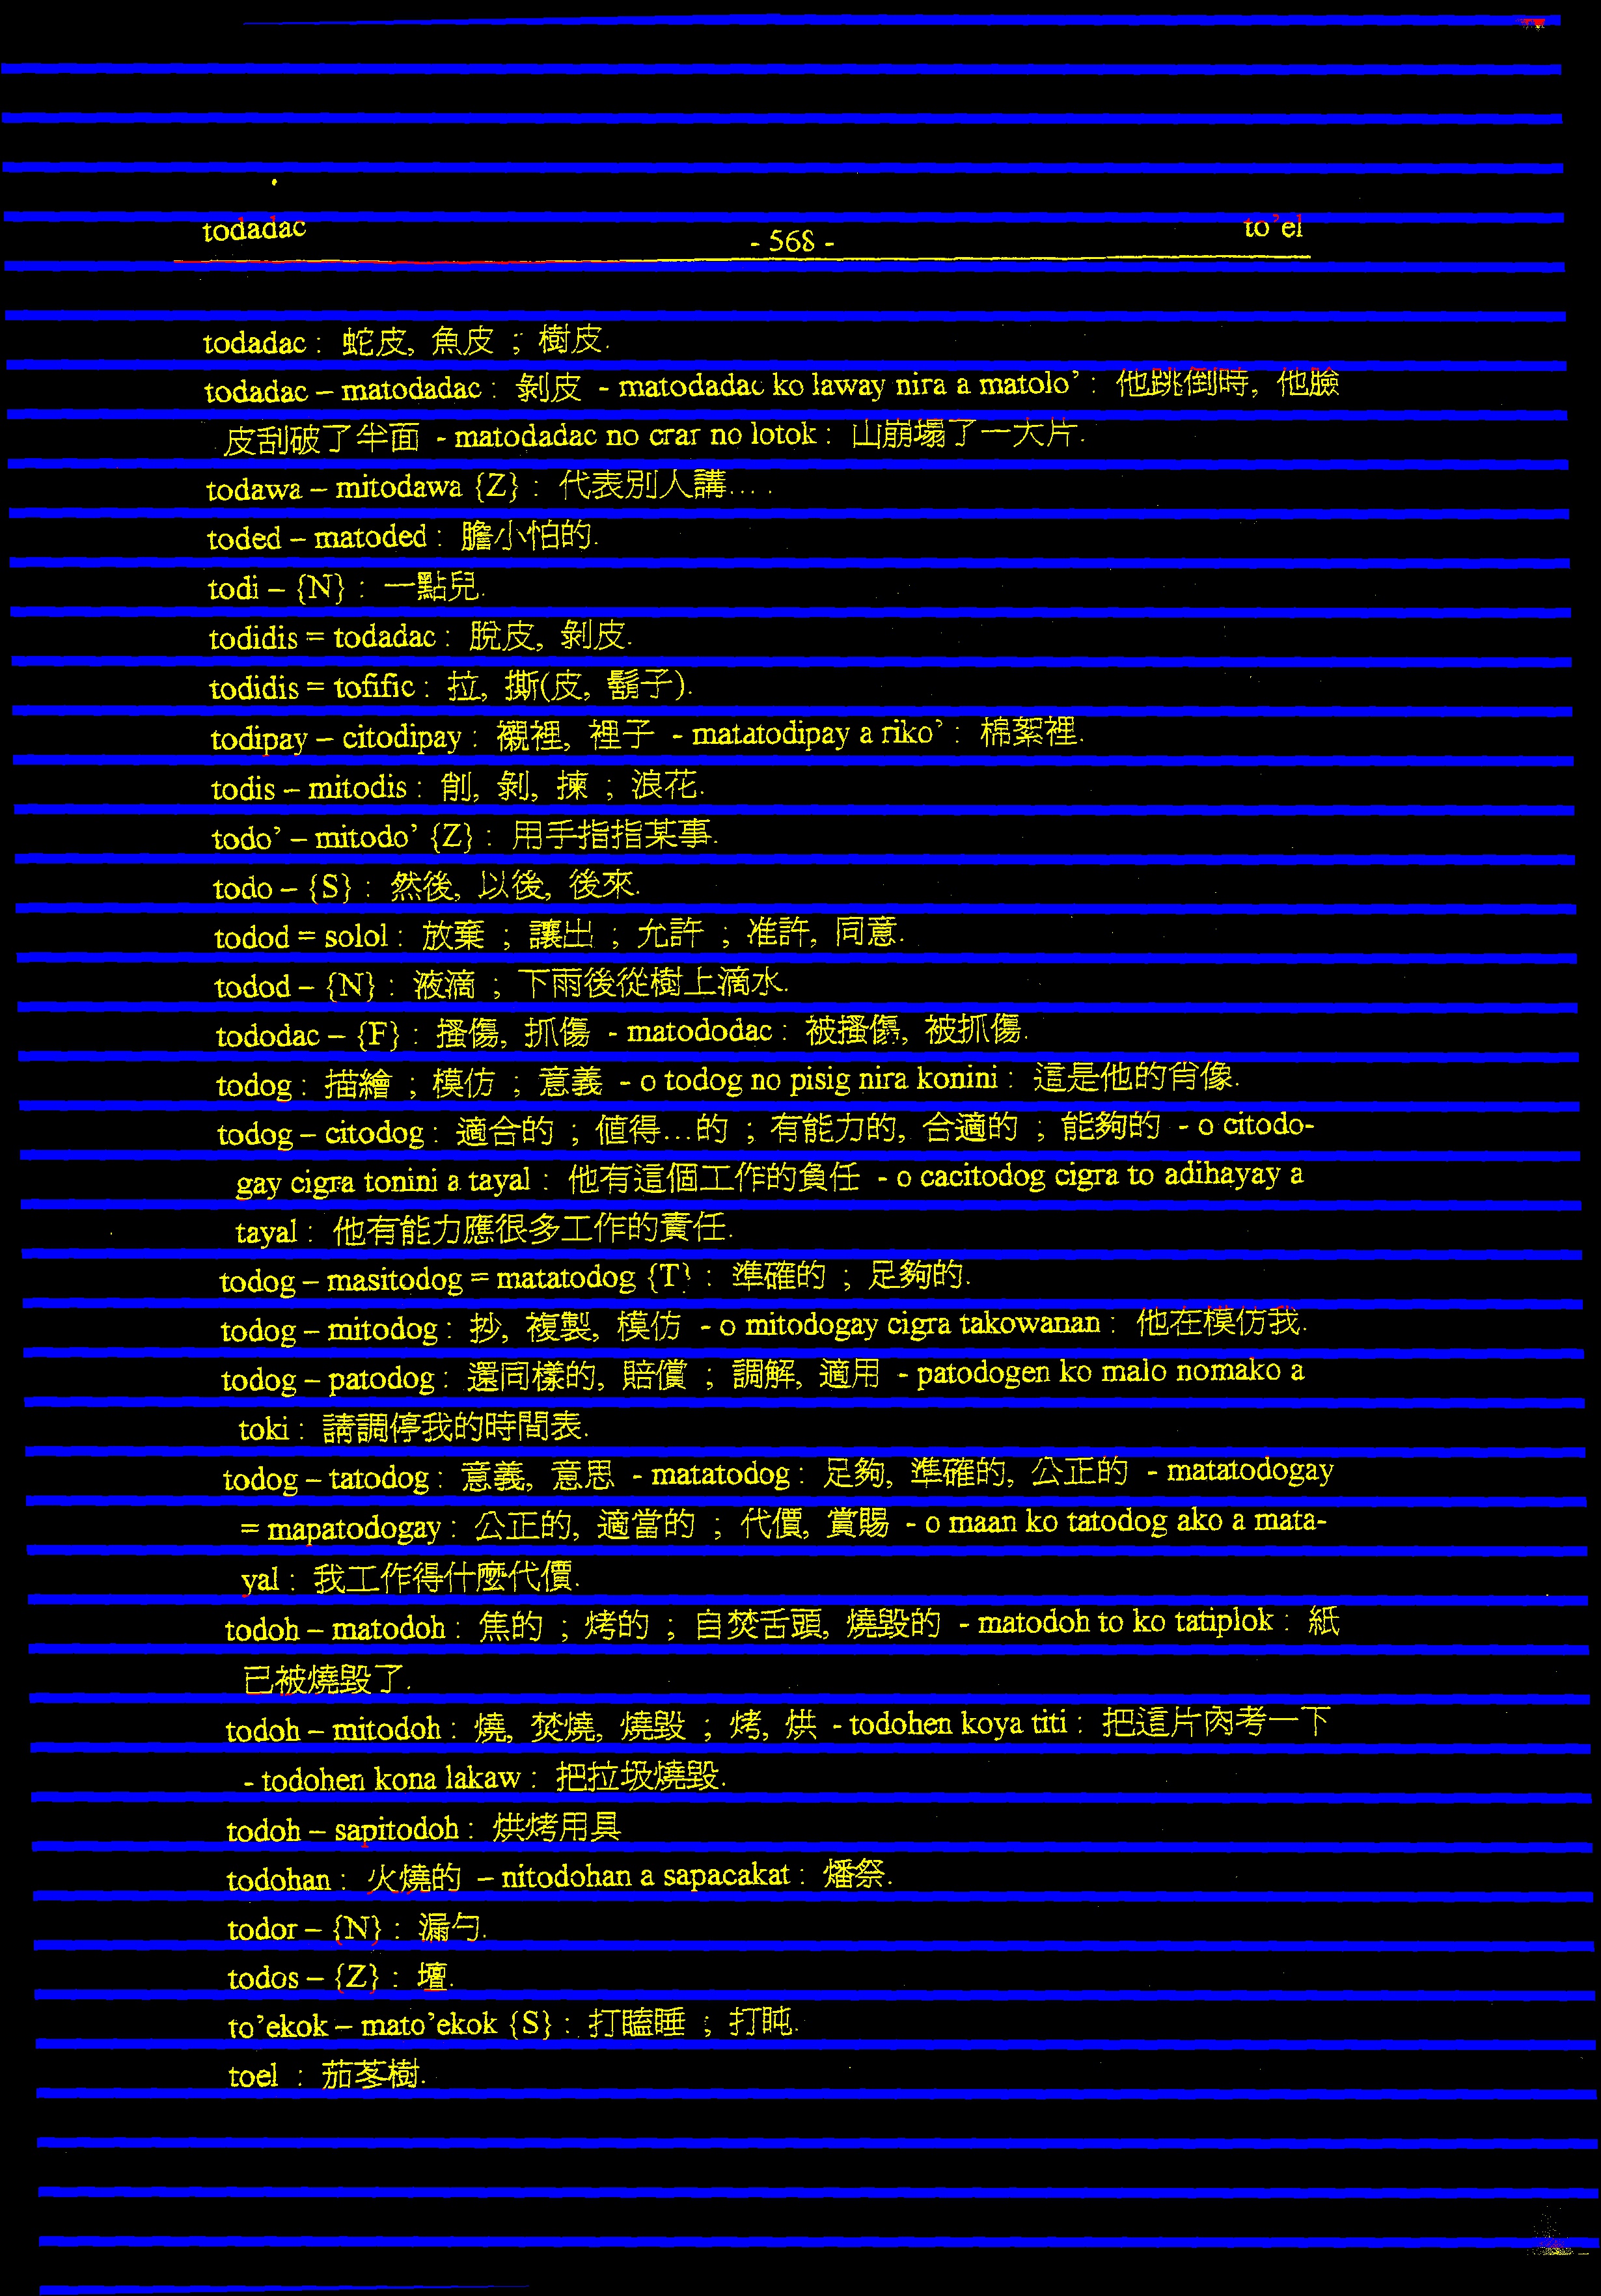 todadac - 568 - to’el
todadac : 蛇皮, 魚皮 ; 樹皮.
todadac – matodadac : 剝皮 - matodadac ko laway nira a matolo’ : 他跳倒時, 他臉
皮刮破了半面 - matodadac no crar no lotok : 山崩塌了一大片.
todawa – mitodawa {Z} : 代表別人講....
toded – matoded : 膽小怕的.
todi – {N} : 一點兒.
todidis = todadac : 脫皮, 剝皮.
todidis = tofific : 拉, 撕(皮, 鬍子).
todipay – citodipay : 襯裡, 裡子 - matatodipay a riko’ : 棉絮裡.
todis – mitodis : 削, 剝, 揀 ; 浪花.
todo’ – mitodo’ {Z} : 用手指指某事.
todo – {S} : 然後, 以後, 後來.
todod = solol : 放棄 ; 讓出 ; 允許 ; 准許, 同意.
todod – {N} : 液滴 ; 下雨後從樹上滴水.
tododac – {F} : 搔傷, 抓傷 - matododac : 被搔傷, 被抓傷.
todog : 描繪 ; 模仿 ; 意義 - o todog no pisig nira konini : 這是他的肖像.
todog – citodog : 適合的 ; 值得...的 ; 有能力的, 合適的 ; 能夠的 - o citodo-
gay cigra tonini a tayal : 他有這個工作的負任 - o cacitodog cigra to adihayay a
tayal : 他有能力應很多工作的責任.
todog – masitodog = matatodog {T} : 準確的 ; 足夠的.
todog – mitodog : 抄, 複製, 模仿 - o mitodogay cigra takowanan : 他在模仿我.
todog – patodog : 還同樣的, 賠償 ; 調解, 適用 - patodogen ko malo nomako a
toki : 請調停我的時間表.
todog – tatodog : 意義, 意思 - matatodog : 足夠, 準確的, 公正的 - matatodogay
= mapatodogay : 公正的, 適當的 ; 代價, 賞賜 - o maan ko tatodog ako a mata-
yal : 我工作得什麼代價.
todoh – matodoh : 焦的 ; 烤的 ; 自焚舌頭, 燒毀的 - matodoh to ko tatiplok : 紙
已被燒毀了.
todoh – mitodoh : 燒, 焚燒, 燒毀 ; 烤, 烘 - todohen koya titi : 把這片肉考一下
- todohen kona lakaw : 把垃圾燒毀.
todoh – sapitodoh : 烘烤用具
todohan : 火燒的 – nitodohan a sapacakat : 燔祭.
todor – {N} : 漏勺.
todos – {Z} : 壇.
to’ekok – mato’ekok {S} : 打瞌睡 ; 打盹.
toel : 茄苳樹.